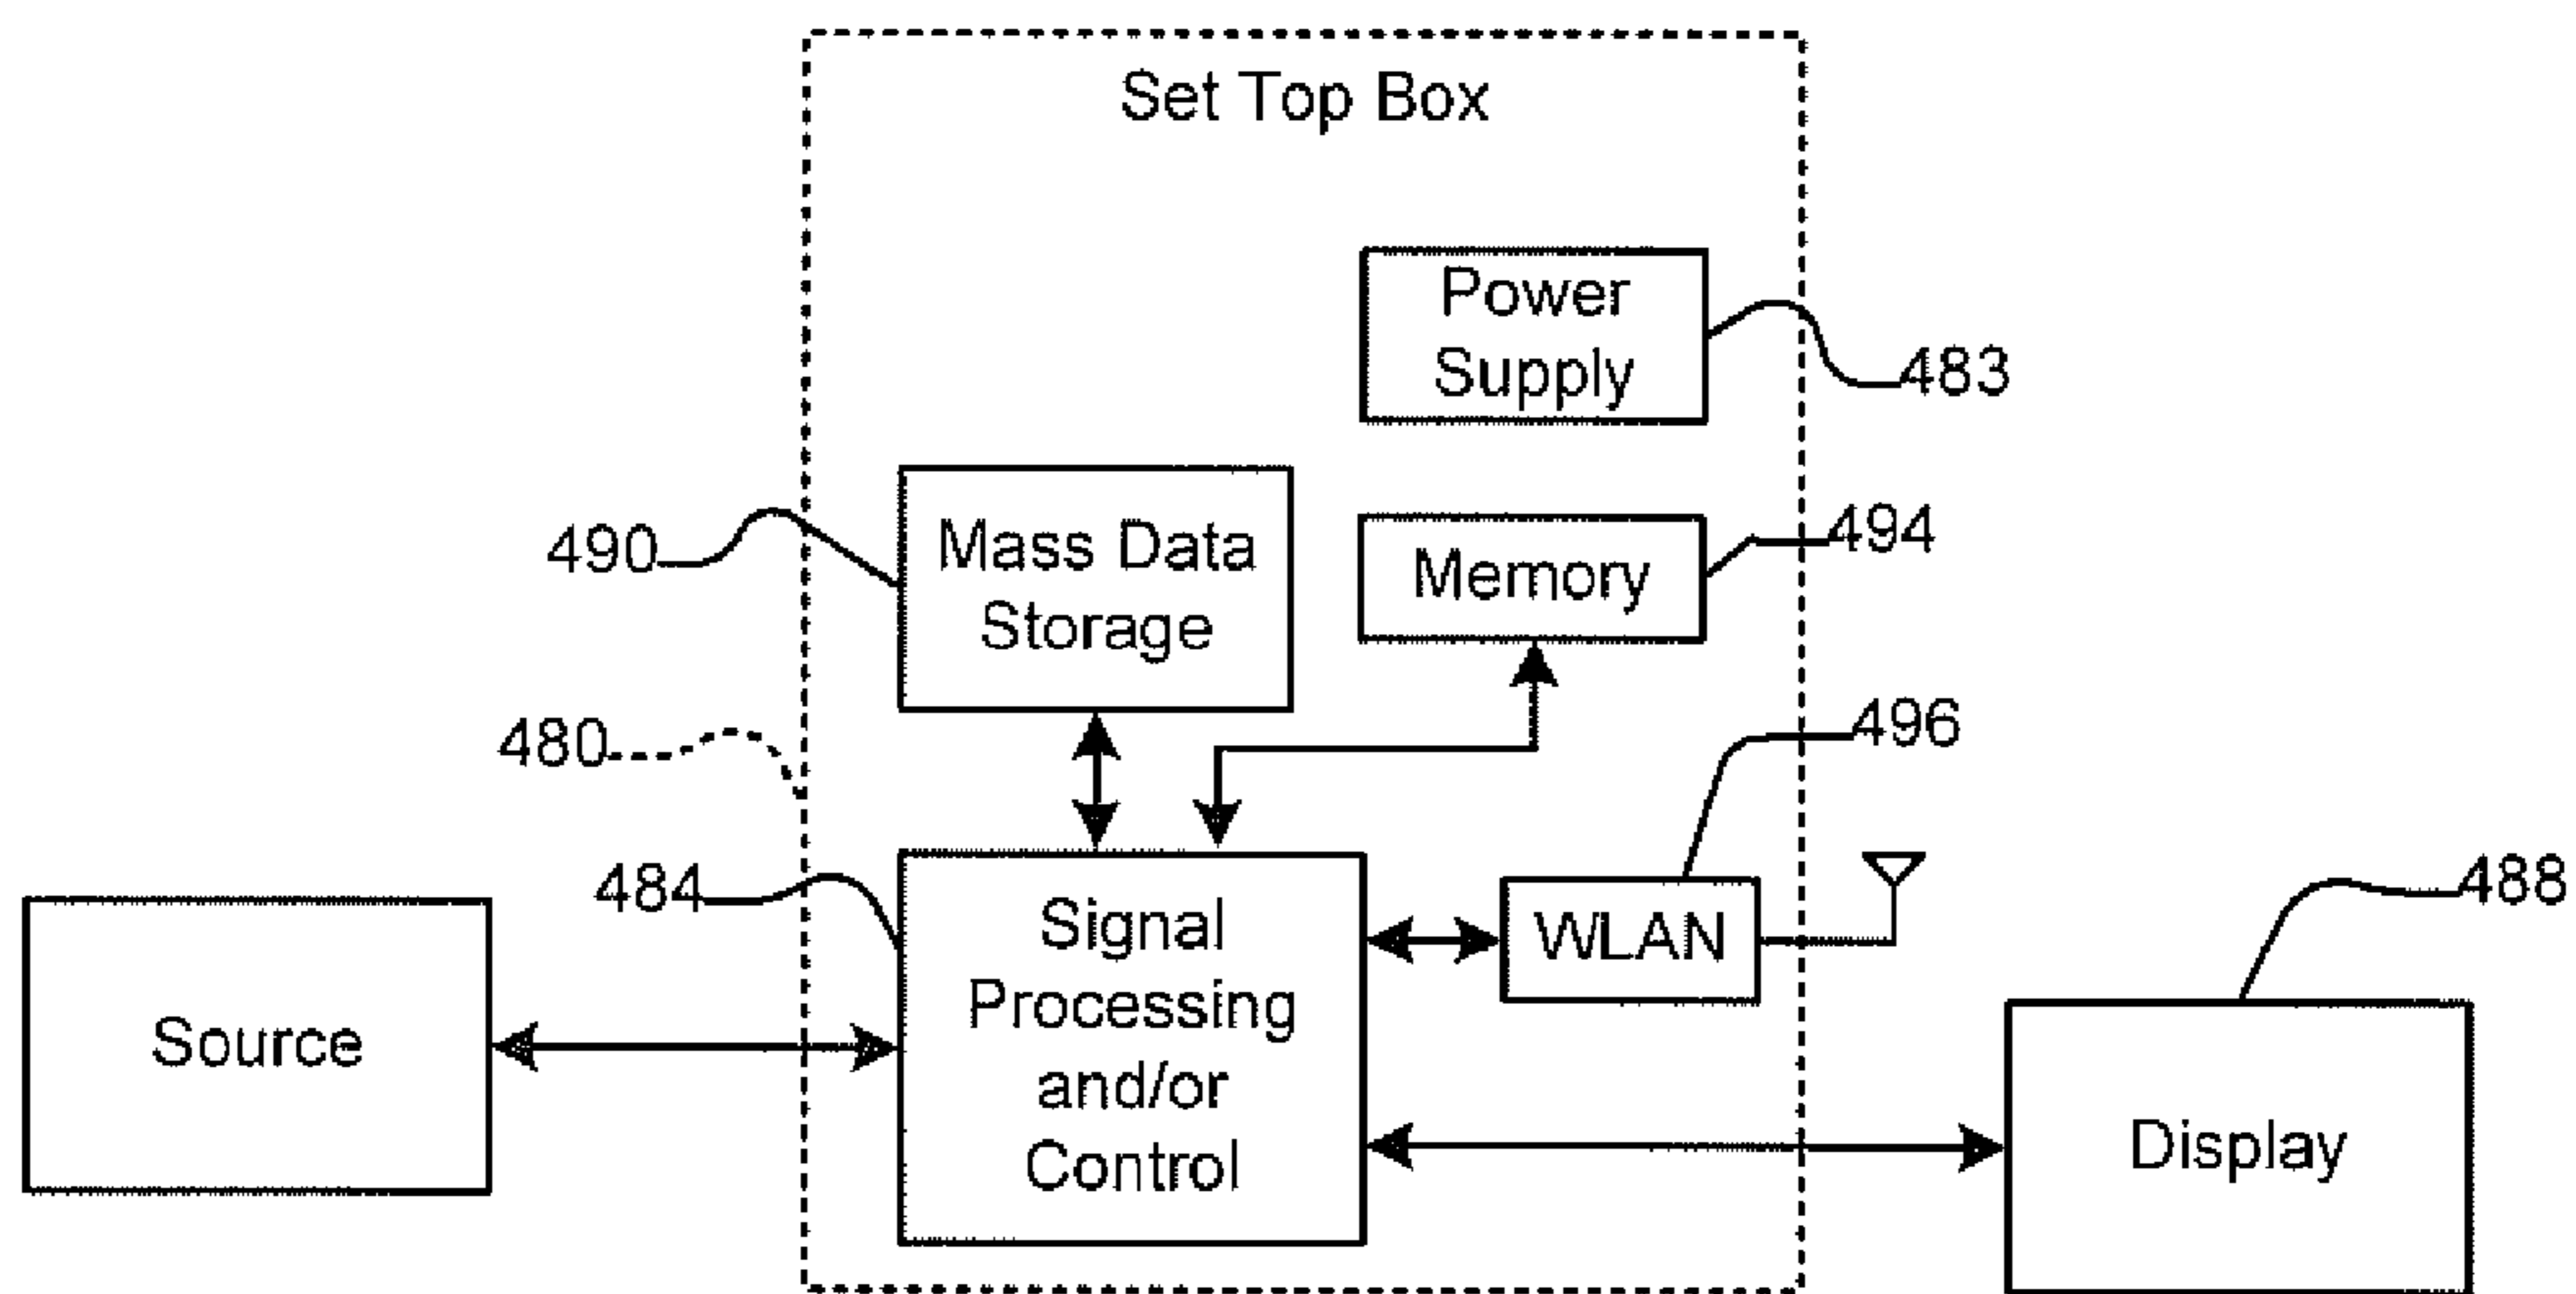 Set Top Box
Power
Supply
483
490
Mass Data
Storage
Memory
494
480
496
484
Signal
Processing
and/or
Control
WLAN
488
Source
Display